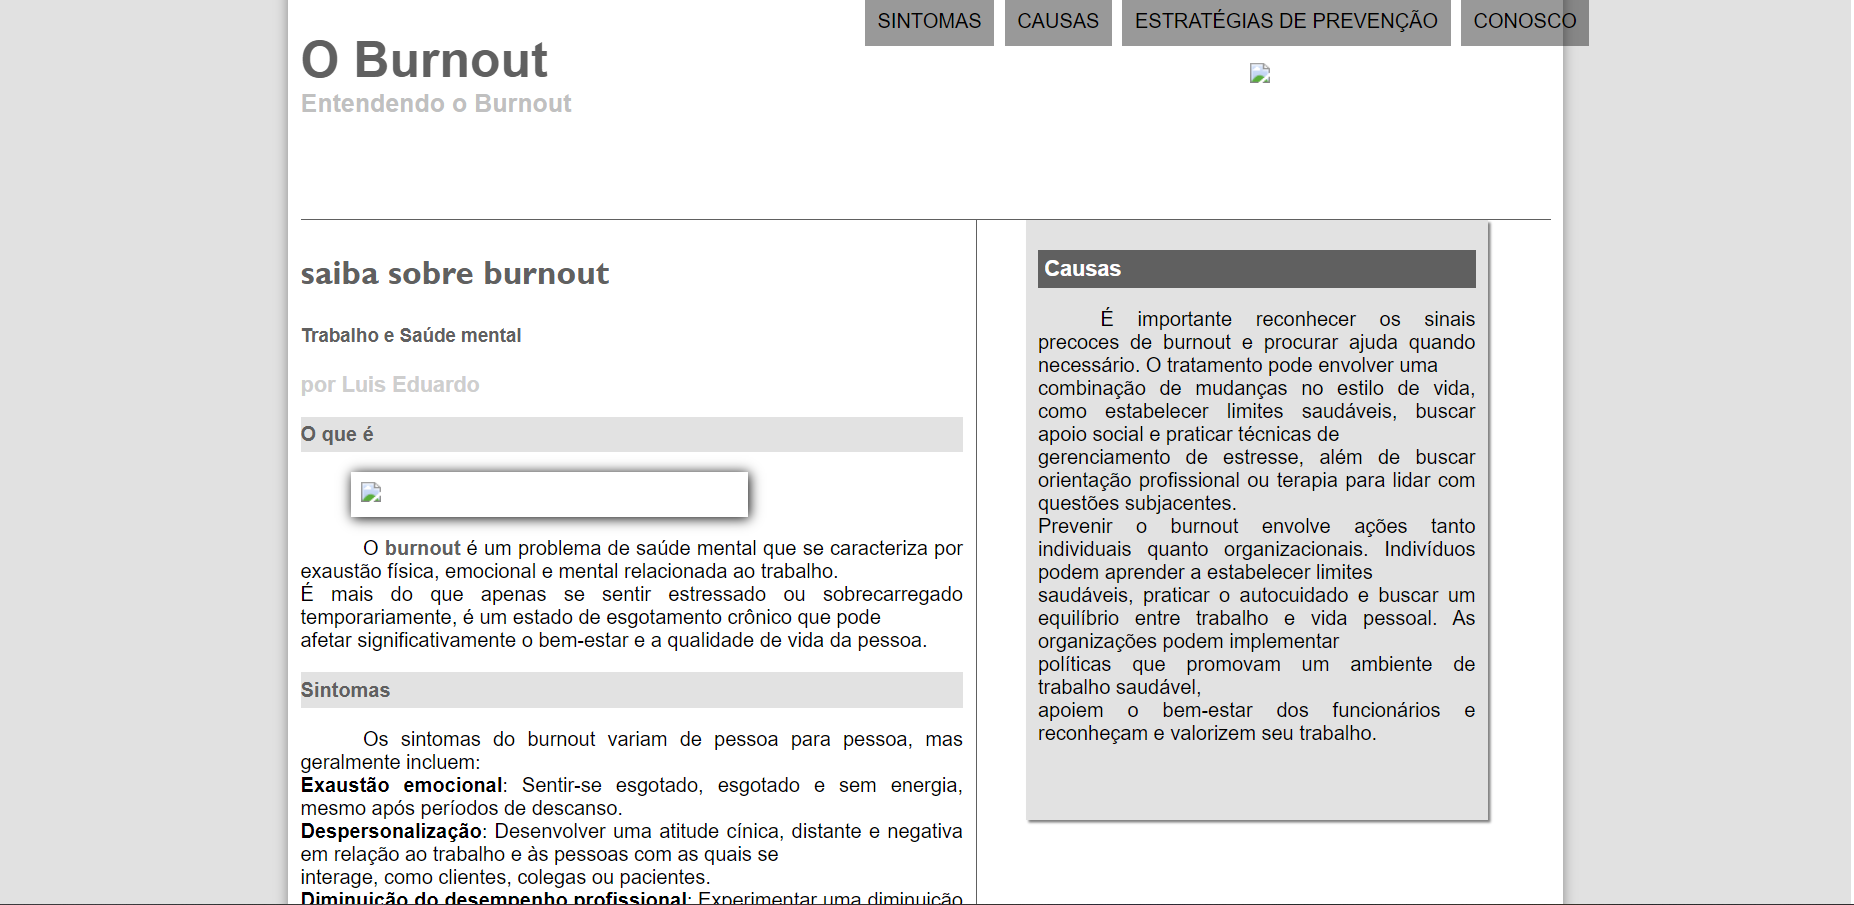 SINTOMAS CAUSAS ESTRATÉGIAS DE PREVENÇÃO CONOSCO
O Burnout
Entendendo o Burnout
saiba sobre burnout
Trabalho e Saúde mental
por Luis Eduardo
O que é
O burnout é um problema de saúde mental que se caracteriza por
exaustão física, emocional e mental relacionada ao trabalho.
É mais do que apenas se sentir estressado ou sobrecarregado
temporariamente, é um estado de esgotamento crônico que pode
afetar significativamente o bem-estar e a qualidade de vida da pessoa.
Sintomas
Os sintomas do burnout variam de pessoa para pessoa, mas
geralmente incluem:
Exaustão emocional: Sentir-se esgotado, esgotado e sem energia,
mesmo após períodos de descanso.
Despersonalização: Desenvolver uma atitude cínica, distante e negativa
em relação ao trabalho e às pessoas com as quais se
interage, como clientes, colegas ou pacientes.
Diminuição do desempenho profissional: Experimentar uma diminuição
Causas
É importante reconhecer os sinais
precoces de burnout e procurar ajuda quando
necessário. O tratamento pode envolver uma
combinação de mudanças no estilo de vida,
como estabelecer limites saudáveis, buscar
apoio social e praticar técnicas de
gerenciamento de estresse, além de buscar
orientação profissional ou terapia para lidar com
questões subjacentes.
Prevenir o burnout envolve ações tanto
individuais quanto organizacionais. Indivíduos
podem aprender a estabelecer limites
saudáveis, praticar o autocuidado e buscar um
equilíbrio entre trabalho e vida pessoal. As
organizações podem implementar
políticas que promovam um ambiente de
trabalho saudável,
apoiem o bem-estar dos funcionários e
reconheçam e valorizem seu trabalho.